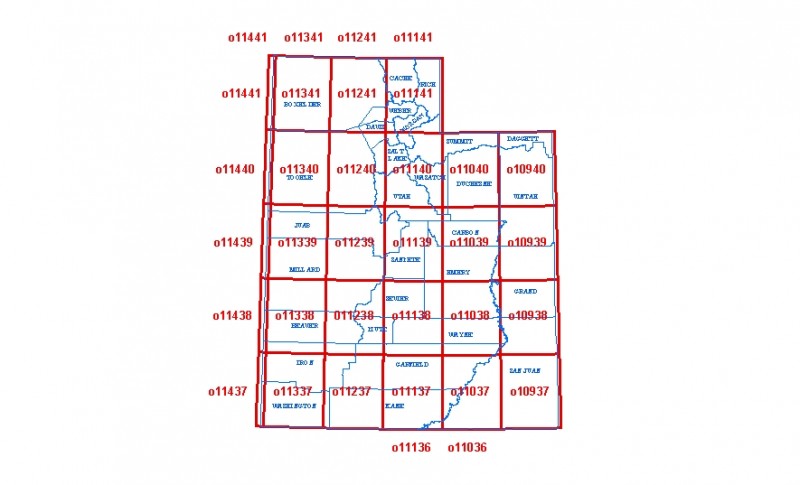 o11441 o11341 o11241 o11141
CACHE
RICH
o11441 o11341 o11241 o11141
BOX ELDER
WEBER
MORGAN
DAVIS
SUMMIT
DAGGETT
SALT
LAKE
o11440 o11340 o11240 o11140 o11040 o10940
TOOELE
WASATCH
DUCHESNE
UTAH
UINTAH
JUAB
CARBON
o11439 o11339 o11239 o11139 o11039 o10939
SANPETE
MILLARD
EMERY
GRAND
SEVIER
o11438 o11338 o11238 o11138 o11038 o10938
BEAVER
PIUTE
WAYNE
IRON
GARFIELD
SAN JUAN
o11437 o11337 o11237 o11137 o11037 o10937
WASHINGTON
KANE
o11136 o11036